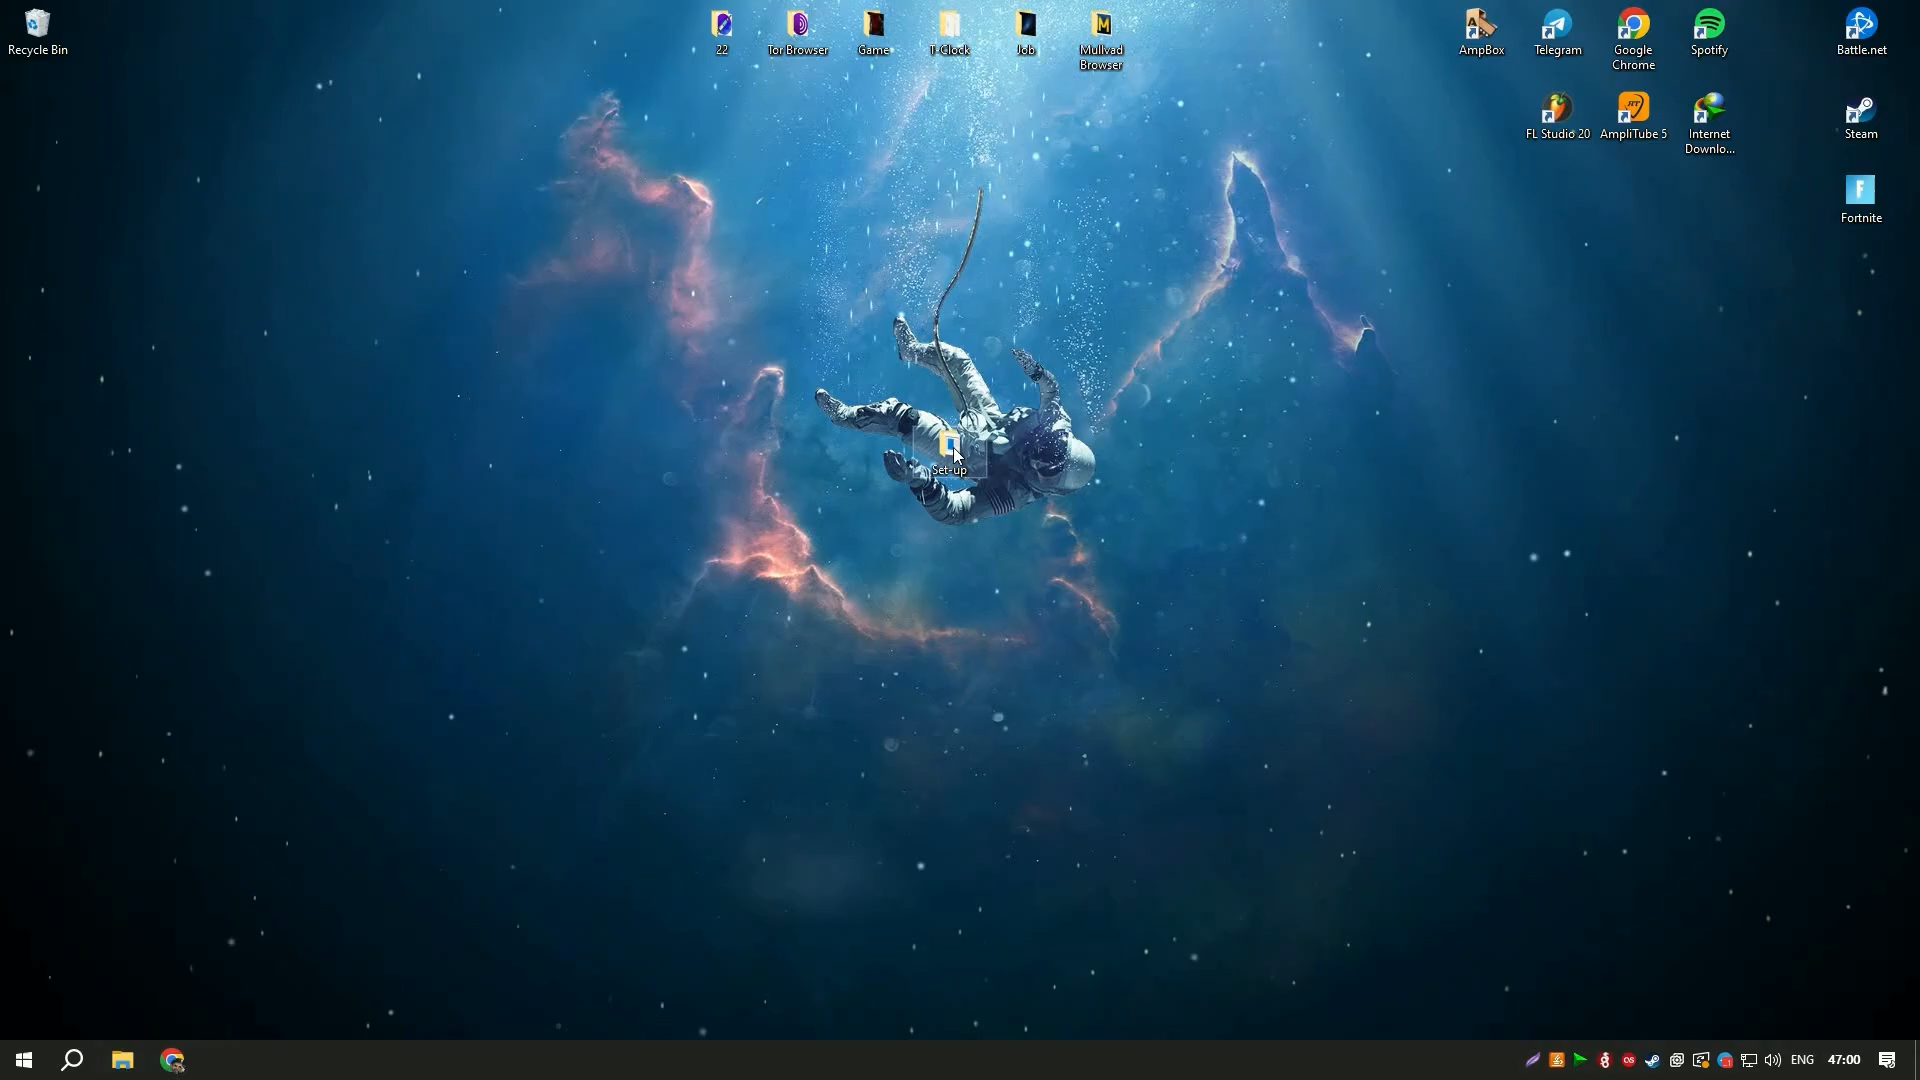 Recycle Bin
22
Tor Browser
Game
T-Clock
Job
Mullvad
Browser
AmpBox
Telegram
Google
Chrome
Spotify
Battle.net
FL Studio 20
AmpliTube 5
Internet
Downlo...
Steam
Fortnite
Set-up
ENG
47:00